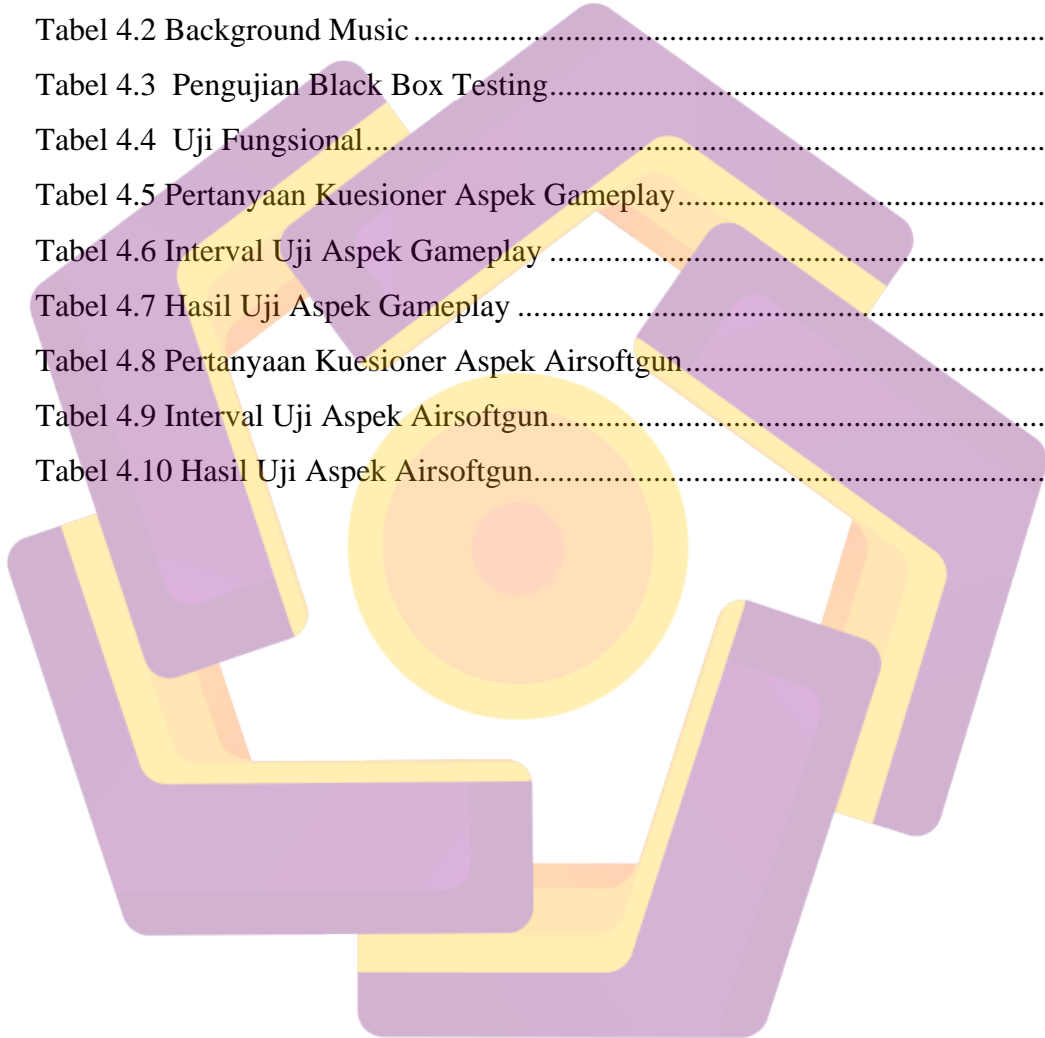 Tabel 4.2 Background Music ................................................................................
Tabel 4.3  Pengujian Black Box Testing..............................................................
Tabel 4.4  Uji Fungsional.....................................................................................
Tabel 4.5 Pertanyaan Kuesioner Aspek Gameplay..............................................
Tabel 4.6 Interval Uji Aspek Gameplay ..............................................................
Tabel 4.7 Hasil Uji Aspek Gameplay ..................................................................
Tabel 4.8 Pertanyaan Kuesioner Aspek Airsoftgun.............................................
Tabel 4.9 Interval Uji Aspek Airsoftgun..............................................................
Tabel 4.10 Hasil Uji Aspek Airsoftgun................................................................